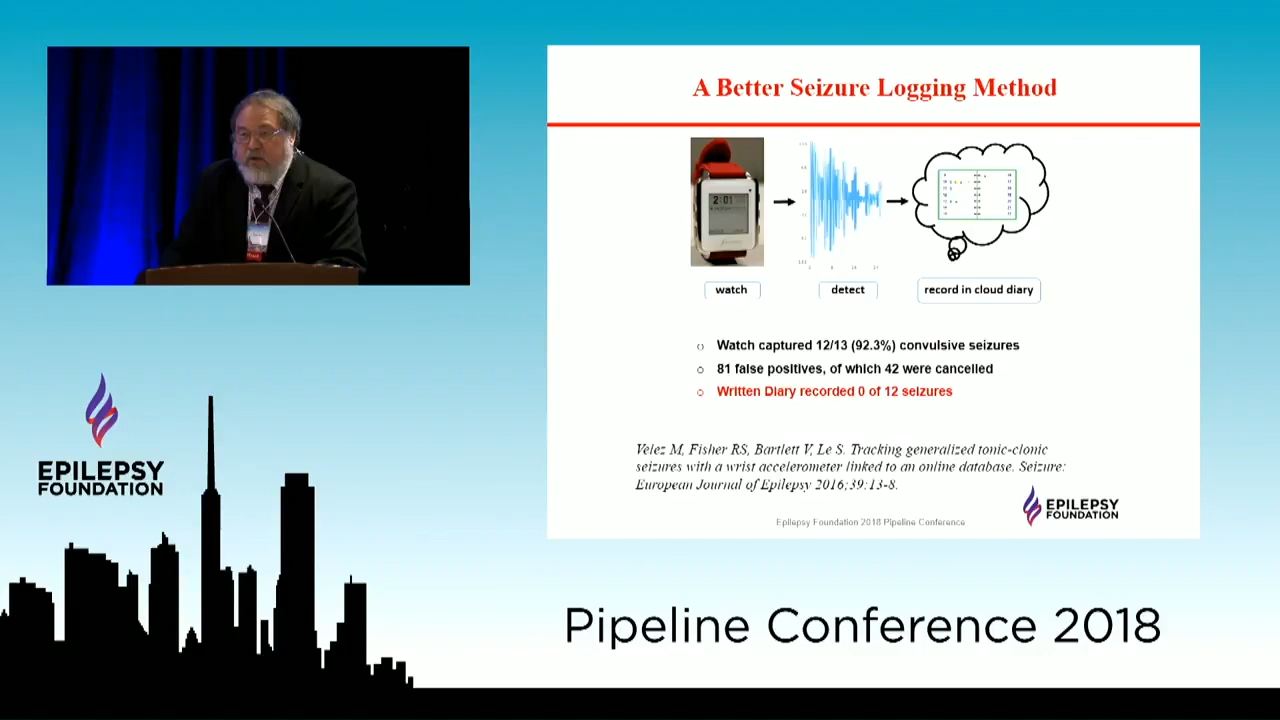 A Better Seizure Logging Method
2:01
watch
detect
record in cloud diary
Watch captured 12/13 (92.3%) convulsive seizures
81 false positives, of which 42 were cancelled
Written Diary recorded 0 of 12 seizures
Velez M, Fisher RS, Bartlett V, Le S. Tracking generalized tonic-clonic
seizures with a wrist accelerometer linked to an online database. Seizure:
European Journal of Epilepsy 2016;39:13-8.
EPILEPSY
FOUNDATION
Epilepsy Foundation 2018 Pipeline Conference
EPILEPSY
FOUNDATION
Pipeline Conference 2018